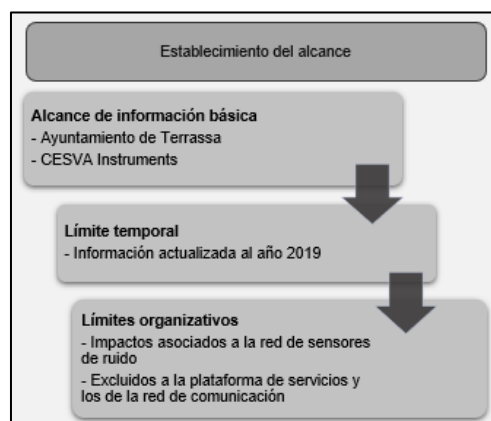 Establecimiento del alcance
Alcance de información básica
- Ayuntamiento de Terrassa
- CESVA Instruments
Límite temporal
- Información actualizada al año 2019
Límites organizativos
- Impactos asociados a la red de sensores
de ruido
- Excluidos a la plataforma de servicios y
los de la red de comunicación